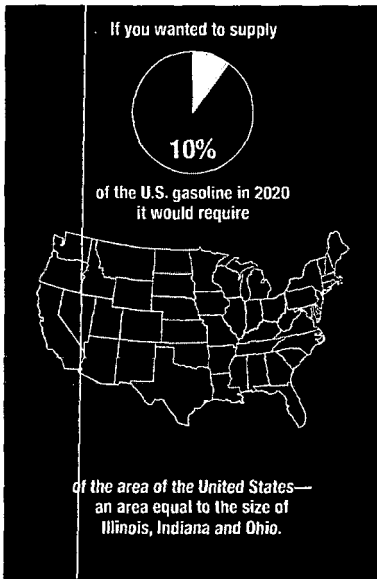 If you wanted to supply
10%
of the U.S. gasoline in 2020
it would require
of the area of the United States—
an area equal to the size of
Illinois, Indiana and Ohio.